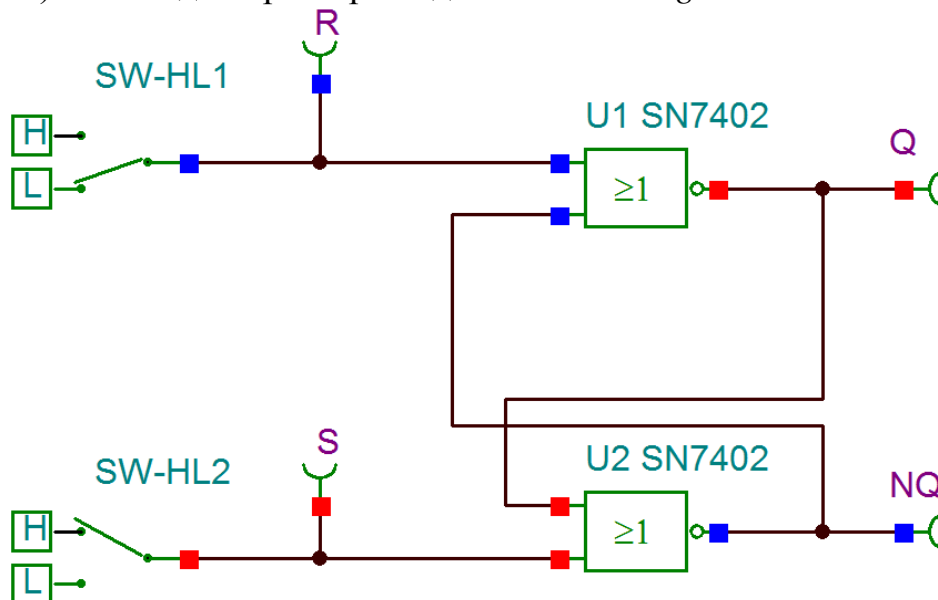 R
SW-HL1
U1 SN7402
H
Q
L
≥1
S
SW-HL2
U2 SN7402
NQ
H
≥1
L